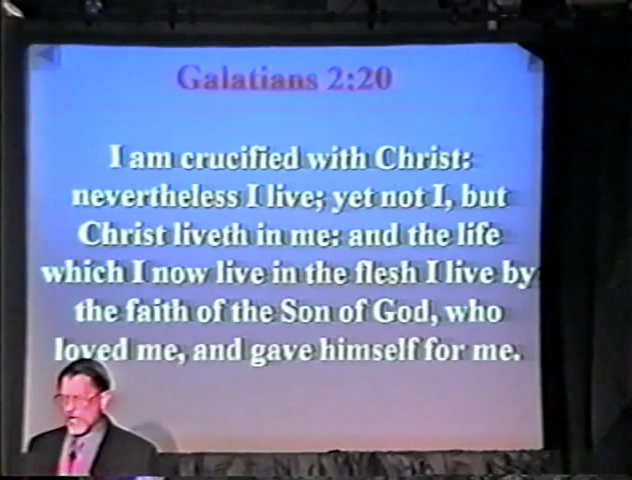 Galatians 2:20
I am crucified with Christ:
nevertheless I live; yet not I, but
Christ liveth in me: and the life
which I now live in the flesh I live by
the faith of the Son of God, who
loved me, and gave himself for me.